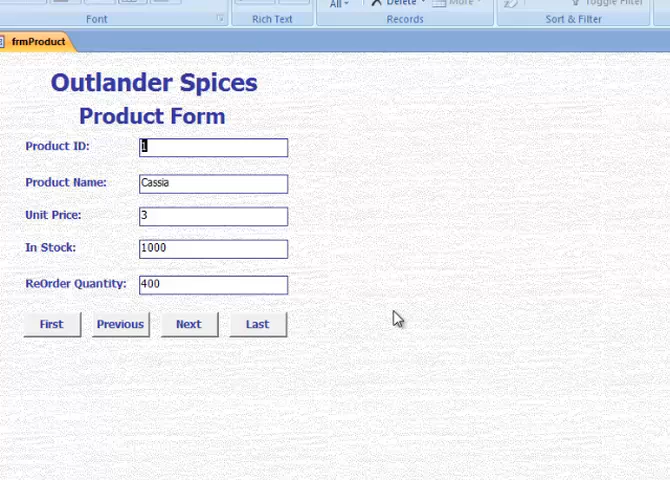 All
Delete
More
Toggle Filter
Font
Rich Text
Records
Sort & Filter
frmProduct
Outlander Spices
Product Form
Product ID: 1
Product Name: Cassia
Unit Price: 3
In Stock: 1000
ReOrder Quantity: 400
First Previous Next Last